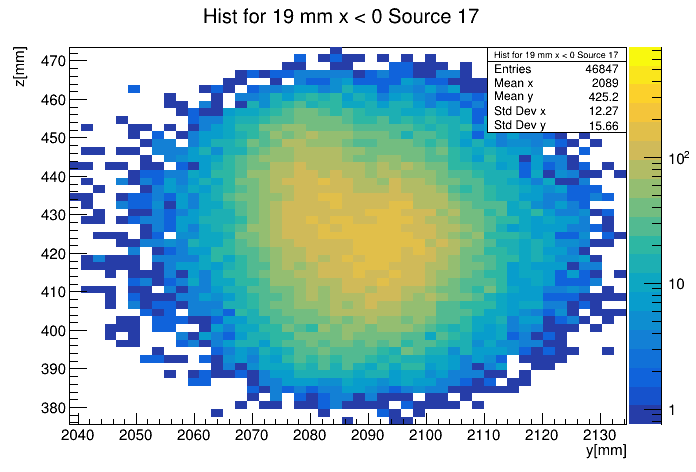 Hist for 19 mm x < 0 Source 17
z[mm]
Hist for 19 mm x < 0 Source 17
Entries 46847
Mean x 2089
Mean y 425.2
Std Dev x 12.27
Std Dev y 15.66
470
460
450
440
430
420
410
400
390
380
10²
10
1
2040 2050 2060 2070 2080 2090 2100 2110 2120 2130
y[mm]